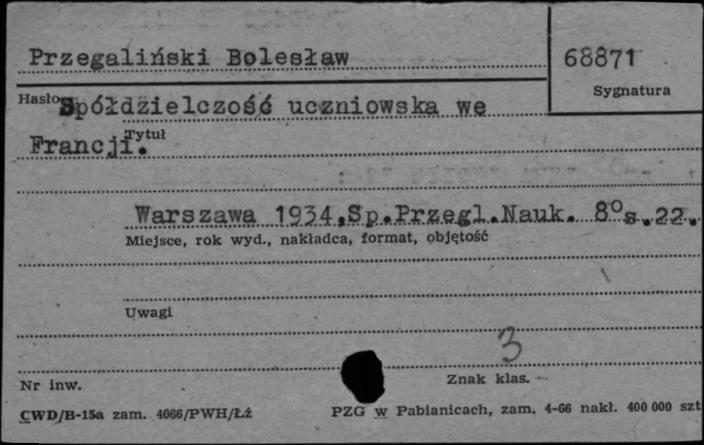 Przegaliński Bolesław
68871
Sygnatura
Hasło
Spółdzielczość uczniowska we
Tytuł
Francji.
Warszawa 1934,Sp.Przegl.Nauk. 8⁰s.22.
Miejsce, rok wyd., nakładca, format, objętość
Uwagi
3
Nr inw.
Znak klas.
CWD/B-15a zam. 4066/PWH/Łź
PZG w Pabianicach, zam. 4-66 nakł. 400 000 szt